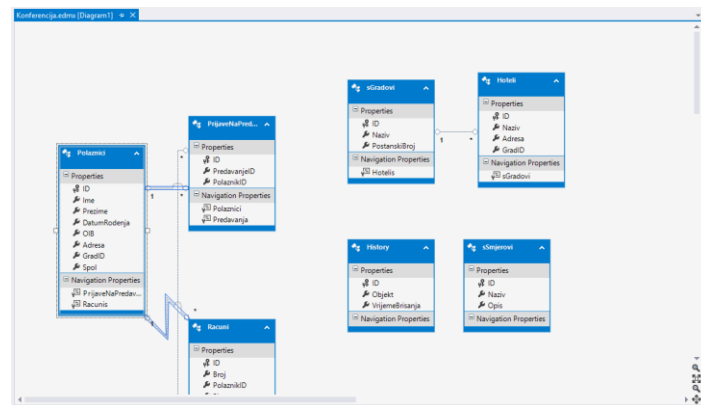 Konferencija.edmx [Diagram1]
Polaznici
Properties
ID
Ime
Prezime
DatumRodenja
OIB
Adresa
GradID
Spol
Navigation Properties
PrijaveNaPredav...
Racunis
1
1
PrijaveNaPred...
Properties
ID
PredavanjeID
PolaznikID
Navigation Properties
Polaznici
Predavanja
*
*
*
Racuni
Properties
ID
Broj
PolaznikID
sGradovi
Properties
ID
Naziv
PostanskiBroj
Navigation Properties
Hotelis
1
*
Hoteli
Properties
ID
Naziv
Adresa
GradID
Navigation Properties
sGradovi
History
Properties
ID
Objekt
VrijemeBrisanja
Navigation Properties
sSmjerovi
Properties
ID
Naziv
Opis
Navigation Properties